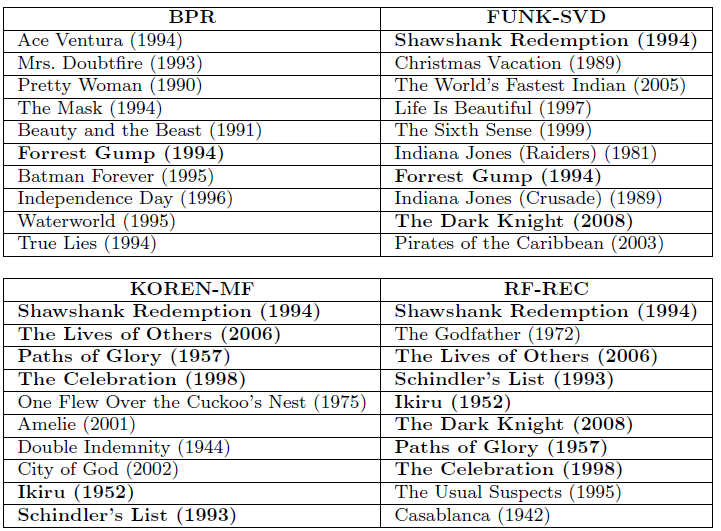 BPR FUNK-SVD
Ace Ventura (1994) Shawshank Redemption (1994)
Mrs. Doubtfire (1993) Christmas Vacation (1989)
Pretty Woman (1990) The World's Fastest Indian (2005)
The Mask (1994) Life Is Beautiful (1997)
Beauty and the Beast (1991) The Sixth Sense (1999)
Forrest Gump (1994) Indiana Jones (Raiders) (1981)
Batman Forever (1995) Forrest Gump (1994)
Independence Day (1996) Indiana Jones (Crusade) (1989)
Waterworld (1995) The Dark Knight (2008)
True Lies (1994) Pirates of the Caribbean (2003)
KOREN-MF RF-REC
Shawshank Redemption (1994) Shawshank Redemption (1994)
The Lives of Others (2006) The Godfather (1972)
Paths of Glory (1957) The Lives of Others (2006)
The Celebration (1998) Schindler's List (1993)
One Flew Over the Cuckoo's Nest (1975) Ikiru (1952)
Amelie (2001) The Dark Knight (2008)
Double Indemnity (1944) Paths of Glory (1957)
City of God (2002) The Celebration (1998)
Ikiru (1952) The Usual Suspects (1995)
Schindler's List (1993) Casablanca (1942)